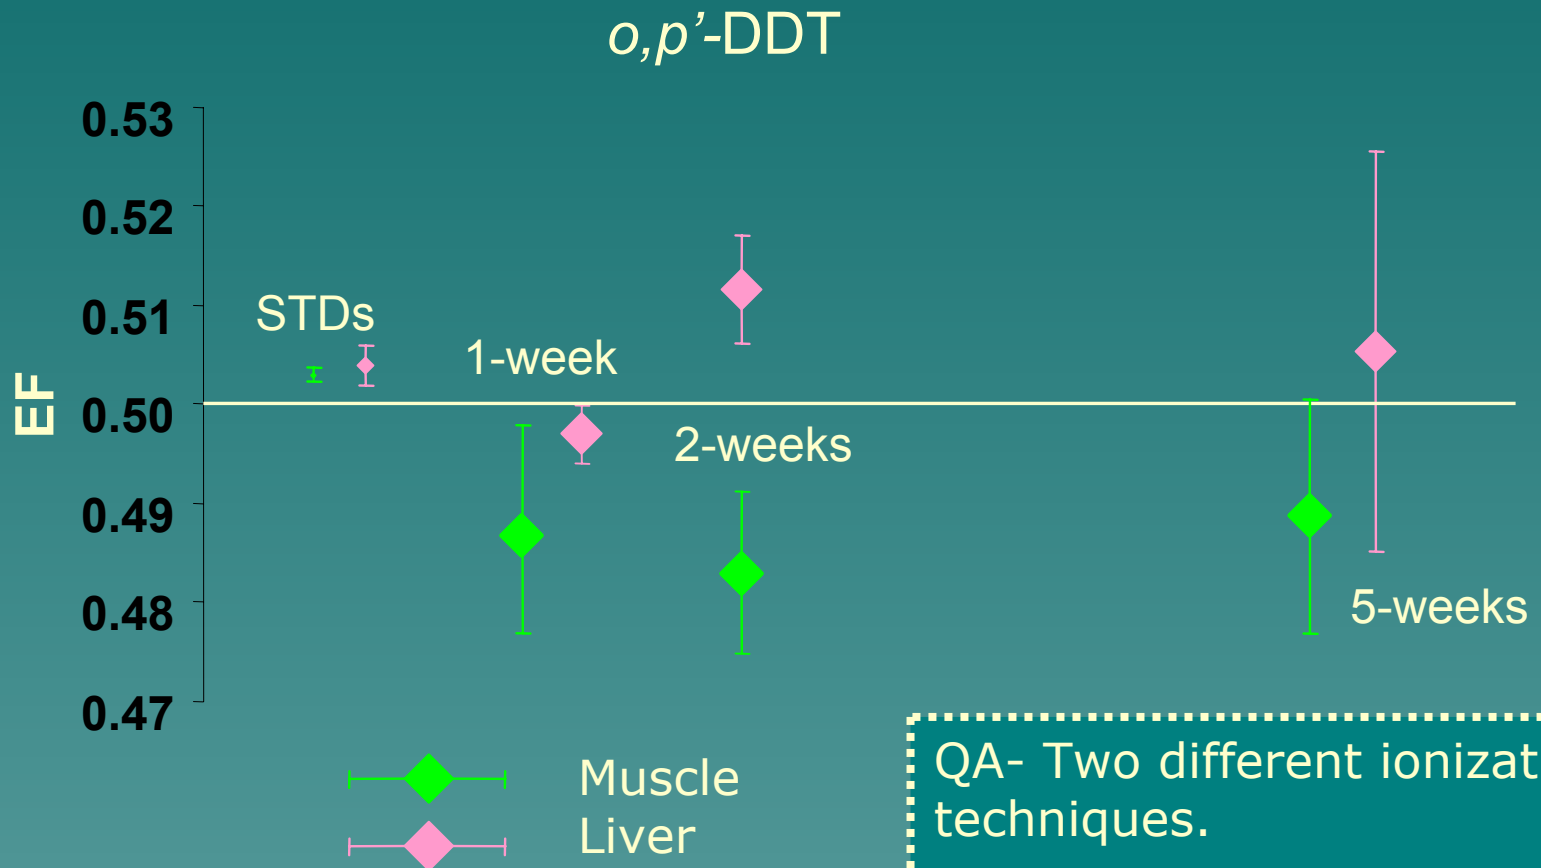 o,p’-DDT
0.53
0.52
0.51
0.50
0.49
0.48
0.47
EF
STDs
1-week
2-weeks
5-weeks
Muscle
Liver
QA- Two different ionizat
techniques.